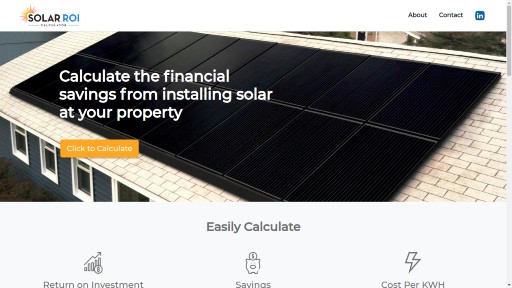 SOLAR ROI
CALCULATOR
About
Contact
in
Calculate the financial
savings from installing solar
at your property
Click to Calculate
Easily Calculate
Return on Investment
Savings
Cost Per KWH